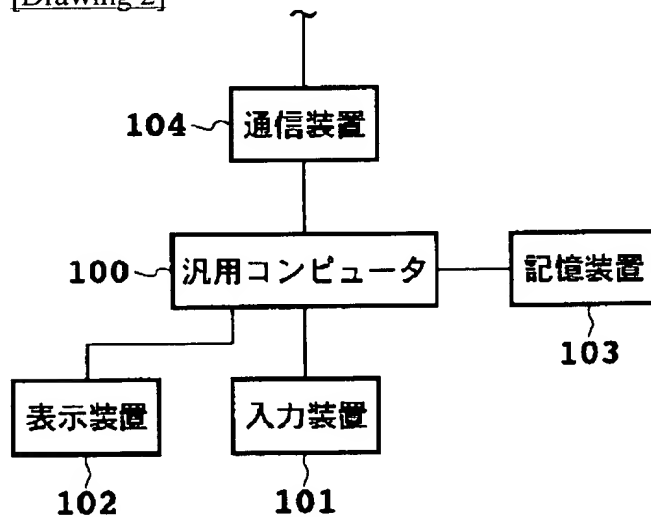 [Drawing 2]
104 通信装置
100 汎用コンピュータ 記憶装置
103
表示装置 入力装置
102 101